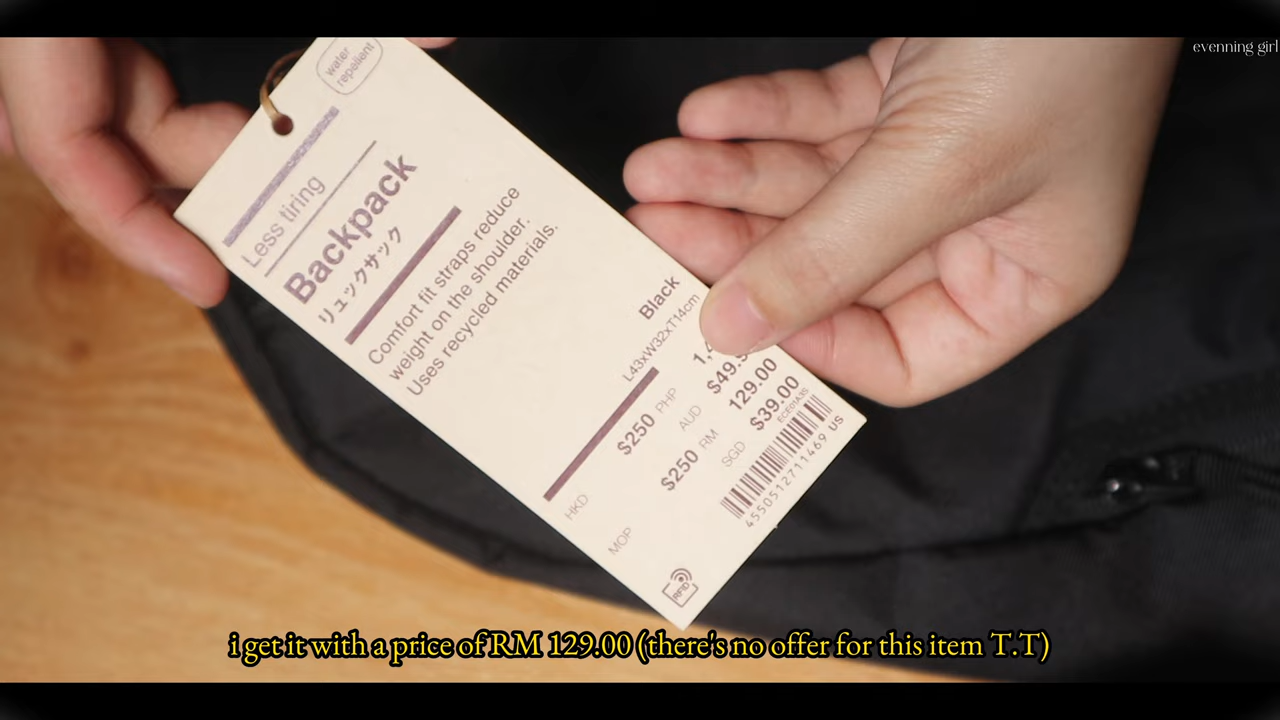 evenning girl
water
repellent
Less tiring
Backpack
リュックサック
Comfort fit straps reduce
weight on the shoulder.
Uses recycled materials.
Black
L43xW32xT14cm
HKD $250 PHP
MOP $250 AUD
RM 129.00
SGD $39.00
ECE01A3S
4550512711469 US
RFID
i get it with a price of RM 129.00 (there's no offer for this item T.T)